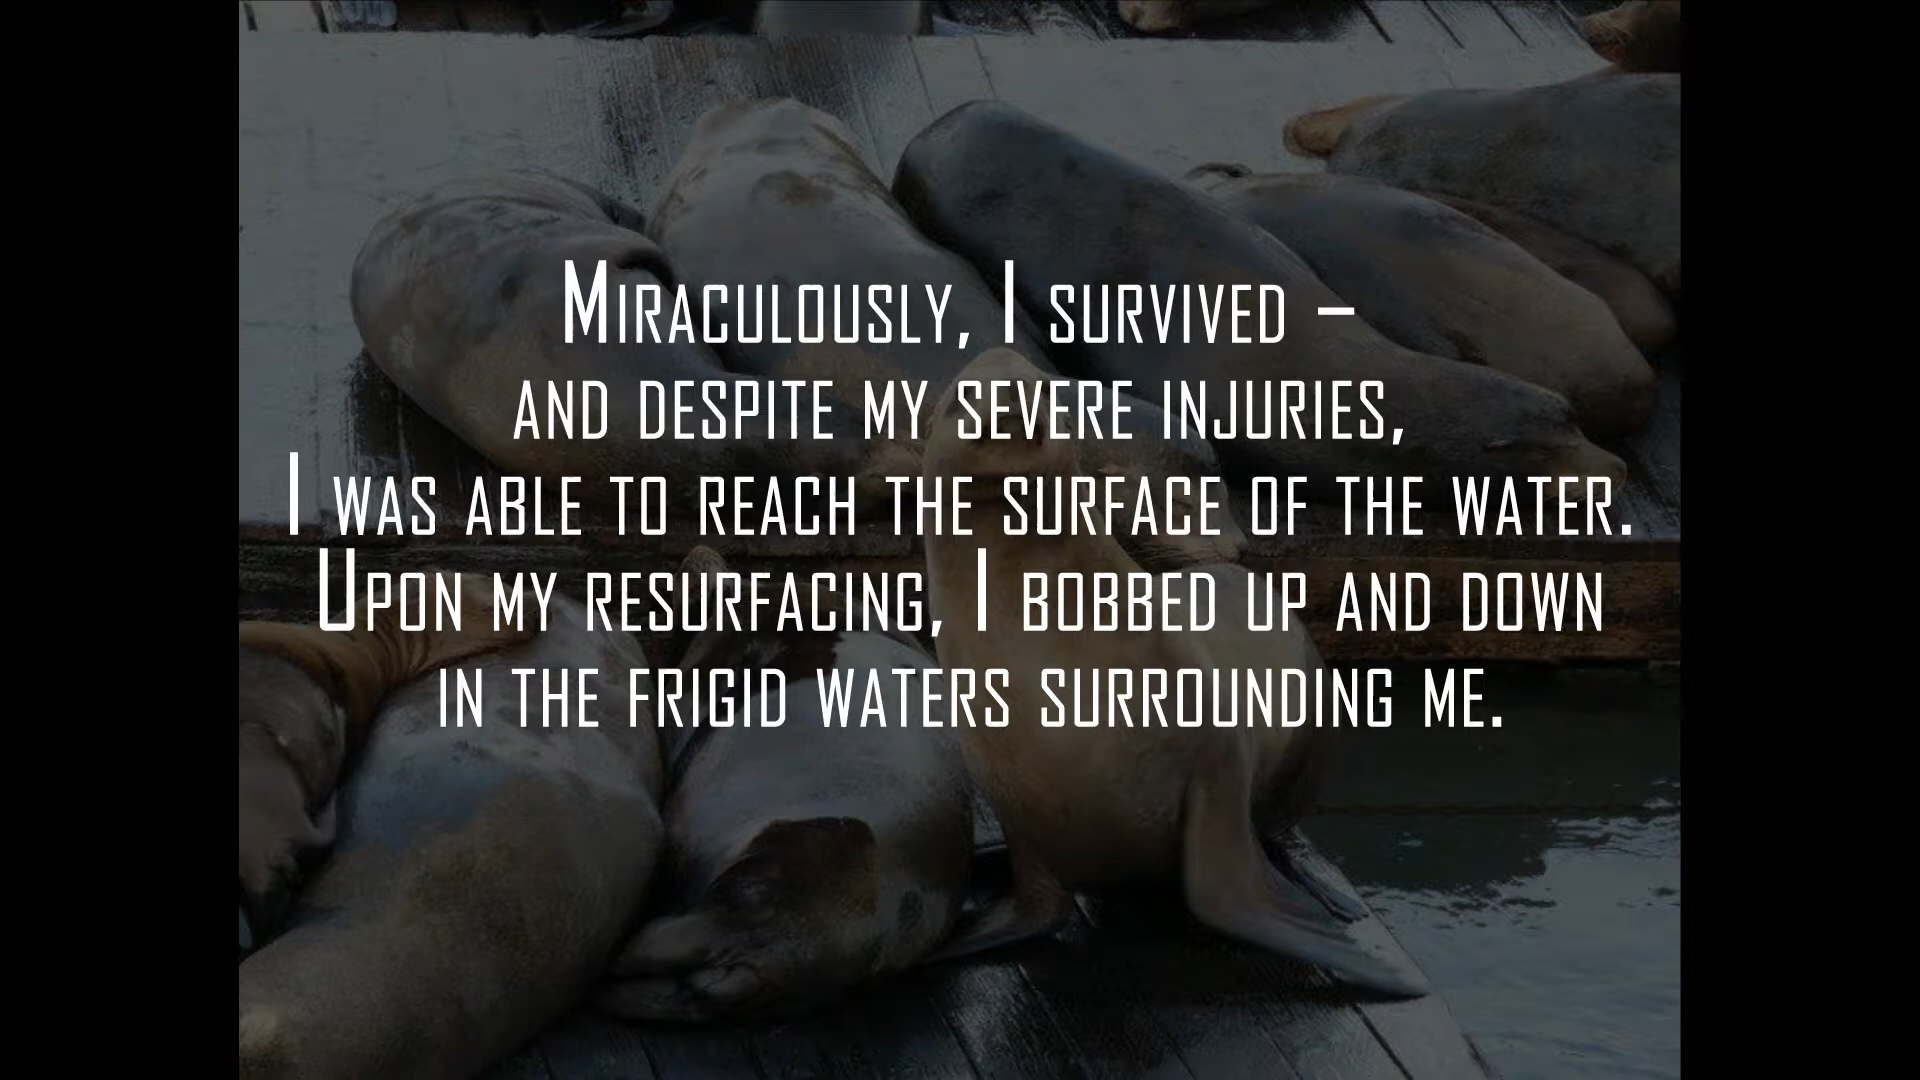 Miraculously, I survived –
and despite my severe injuries,
I was able to reach the surface of the water.
Upon my resurfacing, I bobbed up and down
in the frigid waters surrounding me.